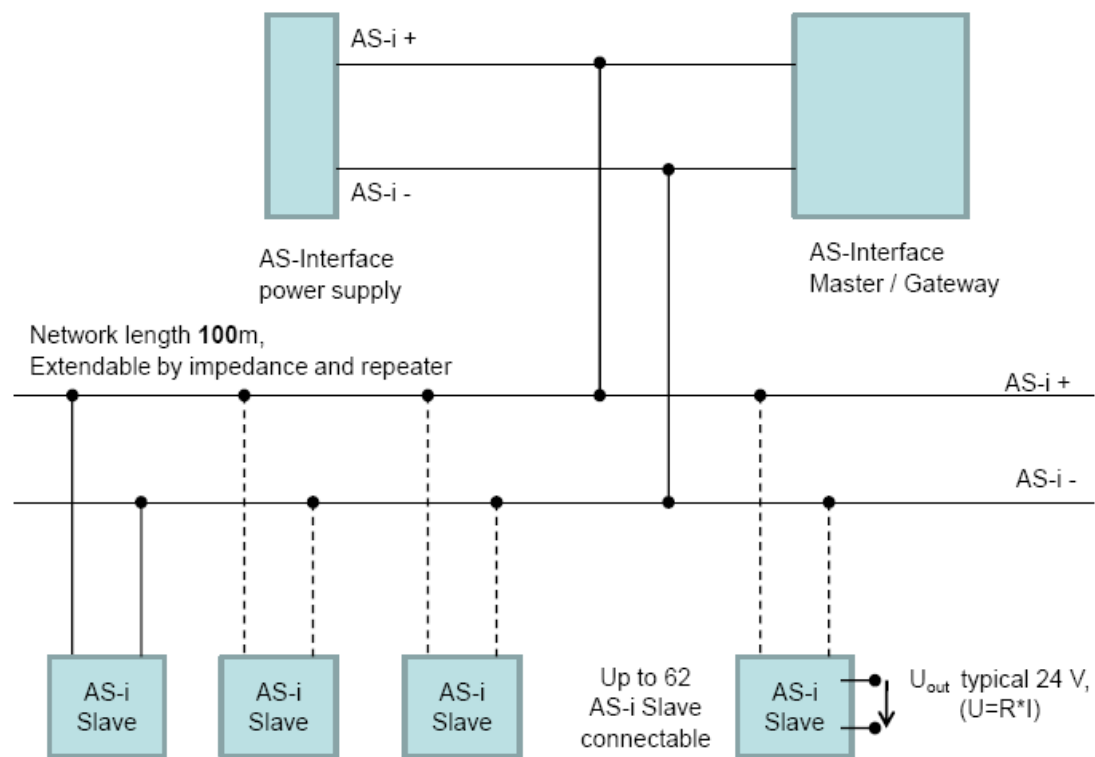 AS-i +
AS-i -
AS-Interface
power supply
AS-Interface
Master / Gateway
Network length 100m,
Extendable by impedance and repeater
AS-i +
AS-i -
AS-i
Slave
AS-i
Slave
AS-i
Slave
Up to 62
AS-i Slave
connectable
AS-i
Slave
Uout typical 24 V,
(U=R*I)